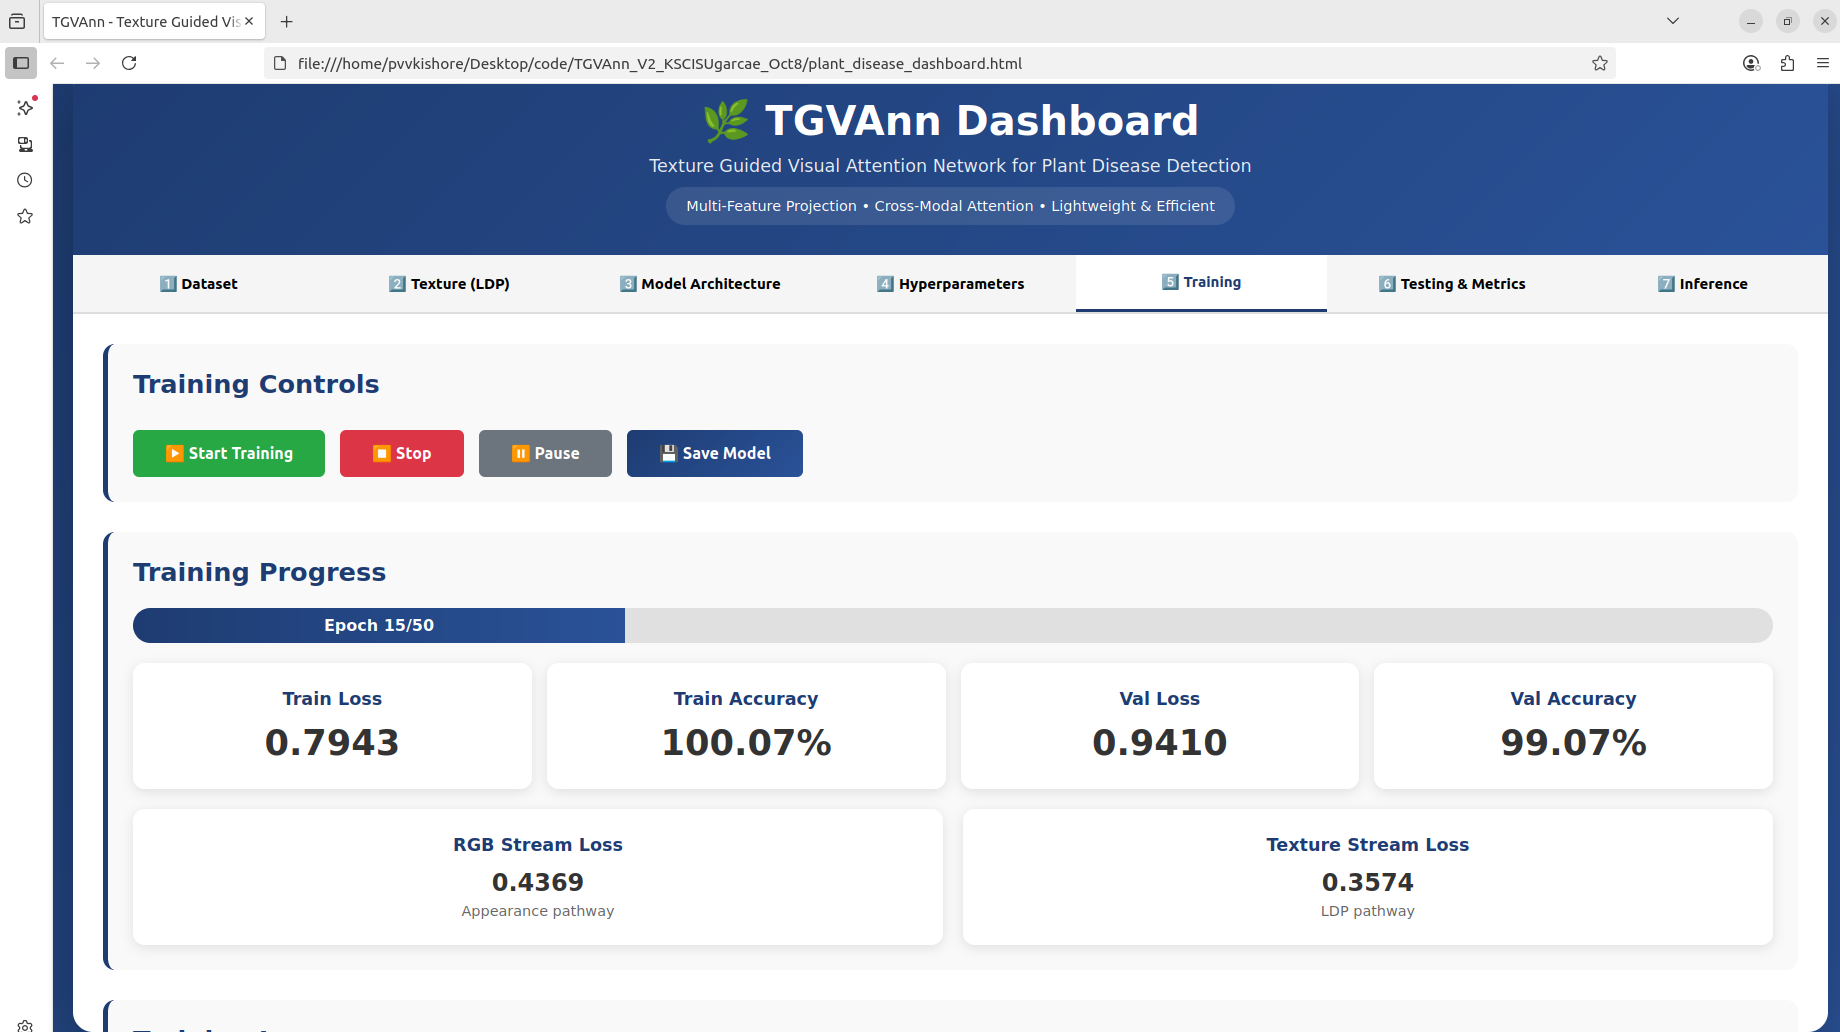 TGVAnn - Texture Guided Vis
file:///home/pvvkishore/Desktop/code/TGVAnn_V2_KSCISUgarcae_Oct8/plant_disease_dashboard.html
🌿 TGVAnn Dashboard
Texture Guided Visual Attention Network for Plant Disease Detection
Multi-Feature Projection • Cross-Modal Attention • Lightweight & Efficient
1 Dataset
2 Texture (LDP)
3 Model Architecture
4 Hyperparameters
5 Training
6 Testing & Metrics
7 Inference
Training Controls
Start Training
Stop
Pause
Save Model
Training Progress
Epoch 15/50
Train Loss
0.7943
Train Accuracy
100.07%
Val Loss
0.9410
Val Accuracy
99.07%
RGB Stream Loss
0.4369
Appearance pathway
Texture Stream Loss
0.3574
LDP pathway